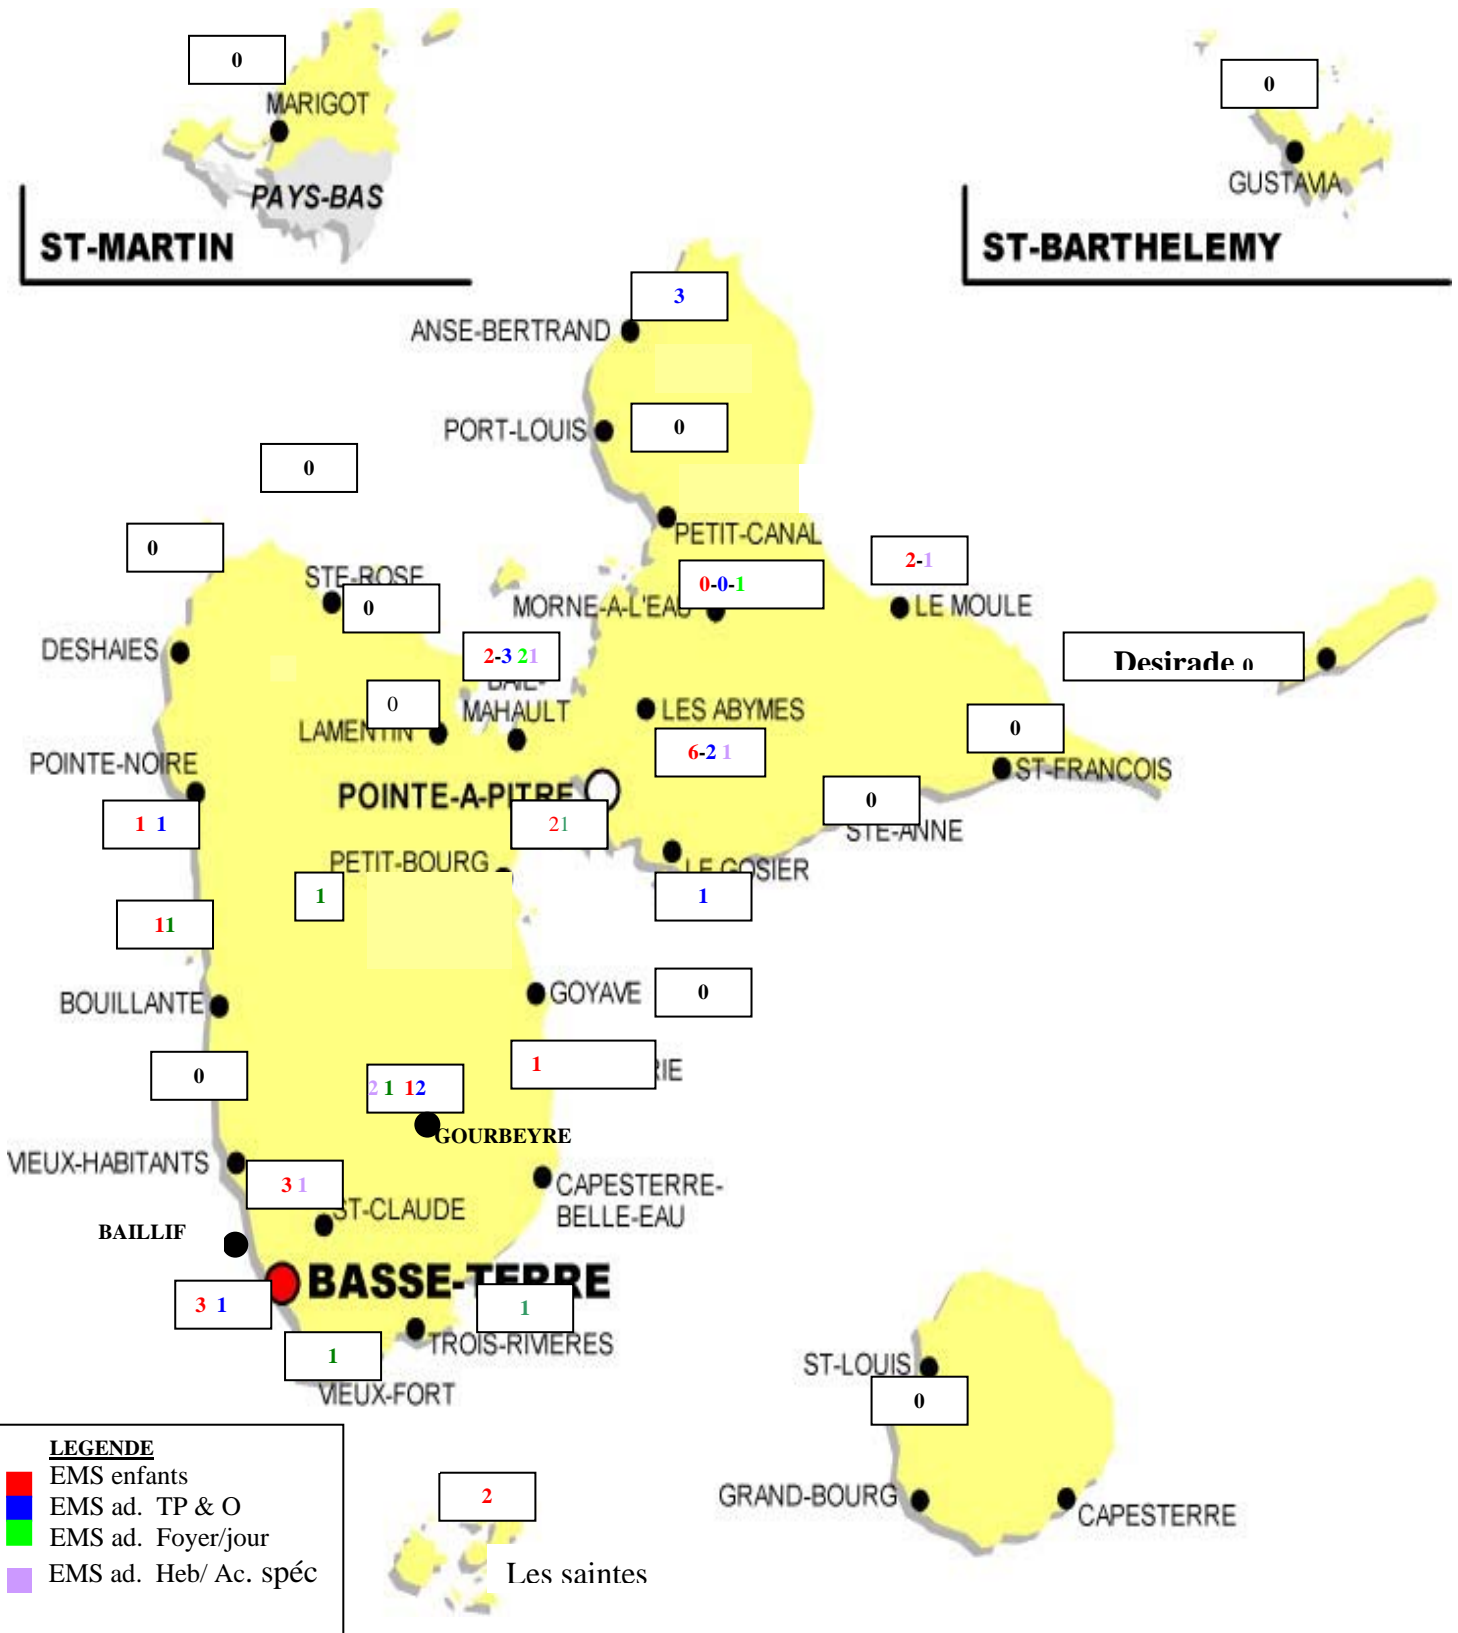 0
MARIGOT
PAYS-BAS
ST-MARTIN
0
GUSTAVIA
ST-BARTHELEMY
3
ANSE-BERTRAND
PORT-LOUIS
0
0
0
PETIT-CANAL
2-1
STE-ROSE
0
0-0-1
MORNE-A-L'EAU
LE MOULE
DESHAIES
2-3 21
Desirade 0
BAIE-
MAHAULT
0
LAMENTIN
LES ABYMES
6-2 1
0
ST-FRANCOIS
POINTE-NOIRE
POINTE-A-PITRE
0
STE-ANNE
1 1
21
PETIT-BOURG
LE GOSIER
1
1
11
BOUILLANTE
GOYAVE
0
0
1
RIE
2 1 12
GOURBEYRE
VIEUX-HABITANTS
3 1
CAPESTERRE-
BELLE-EAU
ST-CLAUDE
BAILLIF
BASSE-TERRE
3 1
1
TROIS-RIVIERES
1
VIEUX-FORT
ST-LOUIS
0
GRAND-BOURG
CAPESTERRE
LEGENDE
EMS enfants
EMS ad. TP & O
EMS ad. Foyer/jour
EMS ad. Heb/ Ac. spéc
2
Les saintes